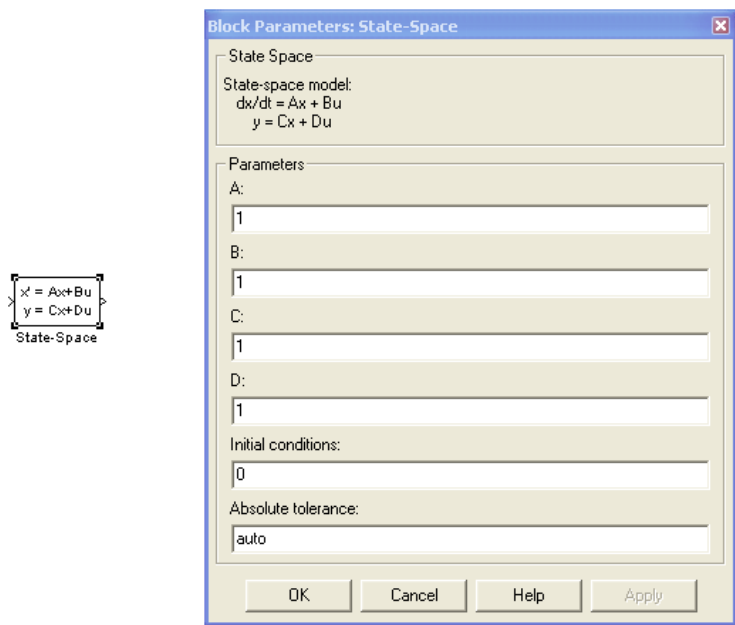 Block Parameters: State-Space
State Space
State-space model:
dx/dt = Ax + Bu
y = Cx + Du
Parameters
A:
1
B:
1
C:
1
D:
1
Initial conditions:
0
Absolute tolerance:
auto
OK Cancel Help Apply
x' = Ax+Bu
y = Cx+Du
State-Space